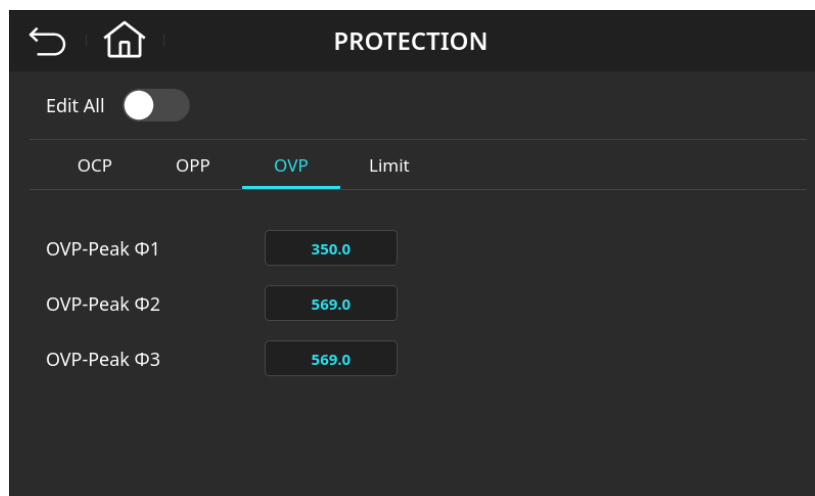 PROTECTION
Edit All
OCP OPP OVP Limit
OVP-Peak Φ1 350.0
OVP-Peak Φ2 569.0
OVP-Peak Φ3 569.0